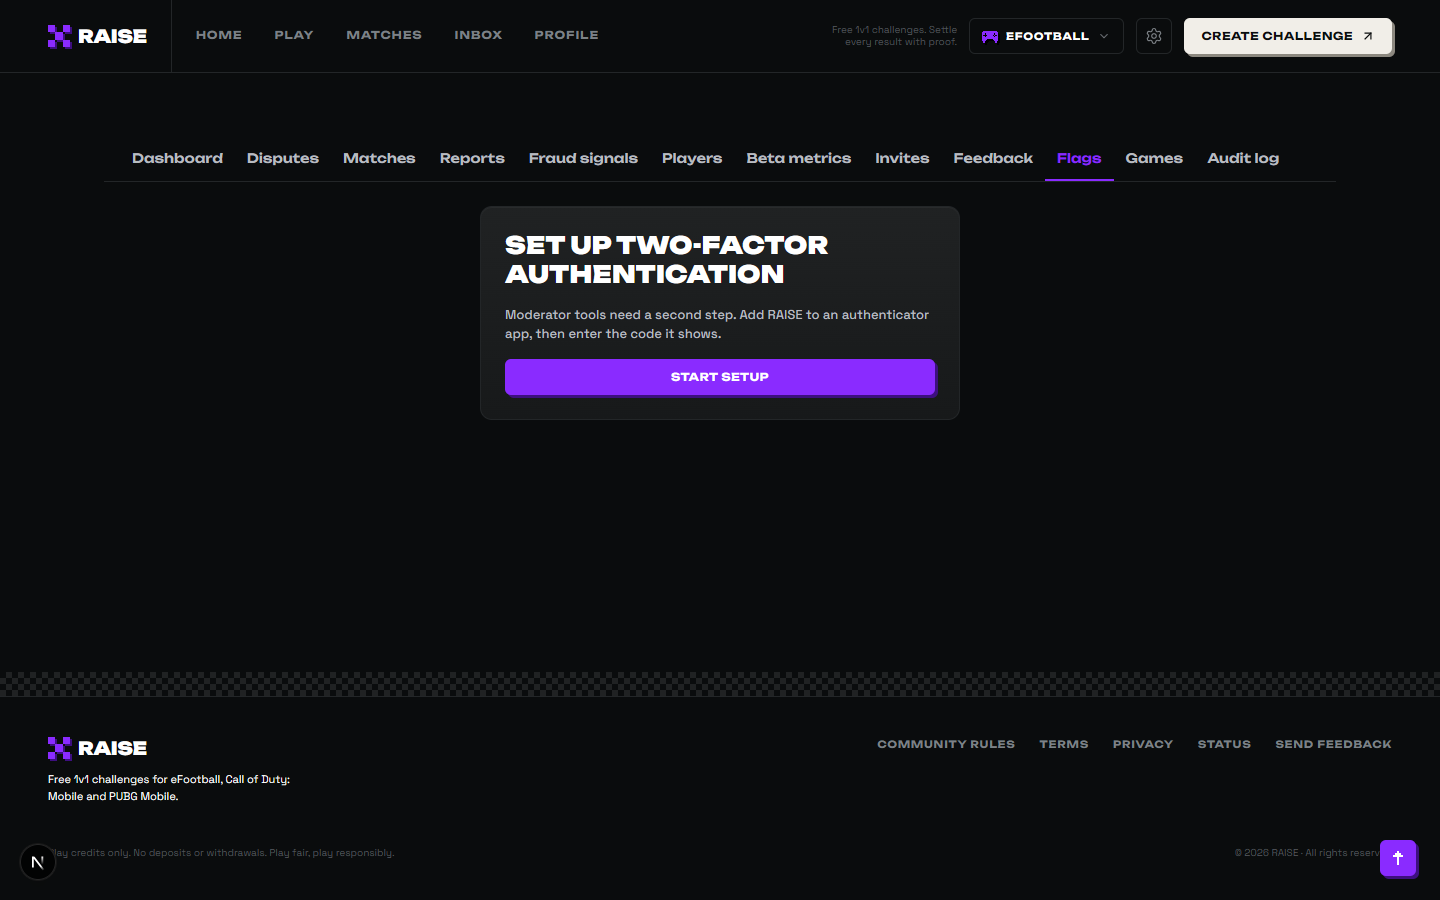 RAISE
HOME PLAY MATCHES INBOX PROFILE
Free 1v1 challenges. Settle
every result with proof.
EFOOTBALL
CREATE CHALLENGE
Dashboard Disputes Matches Reports Fraud signals Players Beta metrics Invites Feedback Flags Games Audit log
SET UP TWO-FACTOR
AUTHENTICATION
Moderator tools need a second step. Add RAISE to an authenticator
app, then enter the code it shows.
START SETUP
RAISE
COMMUNITY RULES TERMS PRIVACY STATUS SEND FEEDBACK
Free 1v1 challenges for eFootball, Call of Duty:
Mobile and PUBG Mobile.
N
credits only. No deposits or withdrawals. Play fair, play responsibly.
© 2026 RAISE · All rights